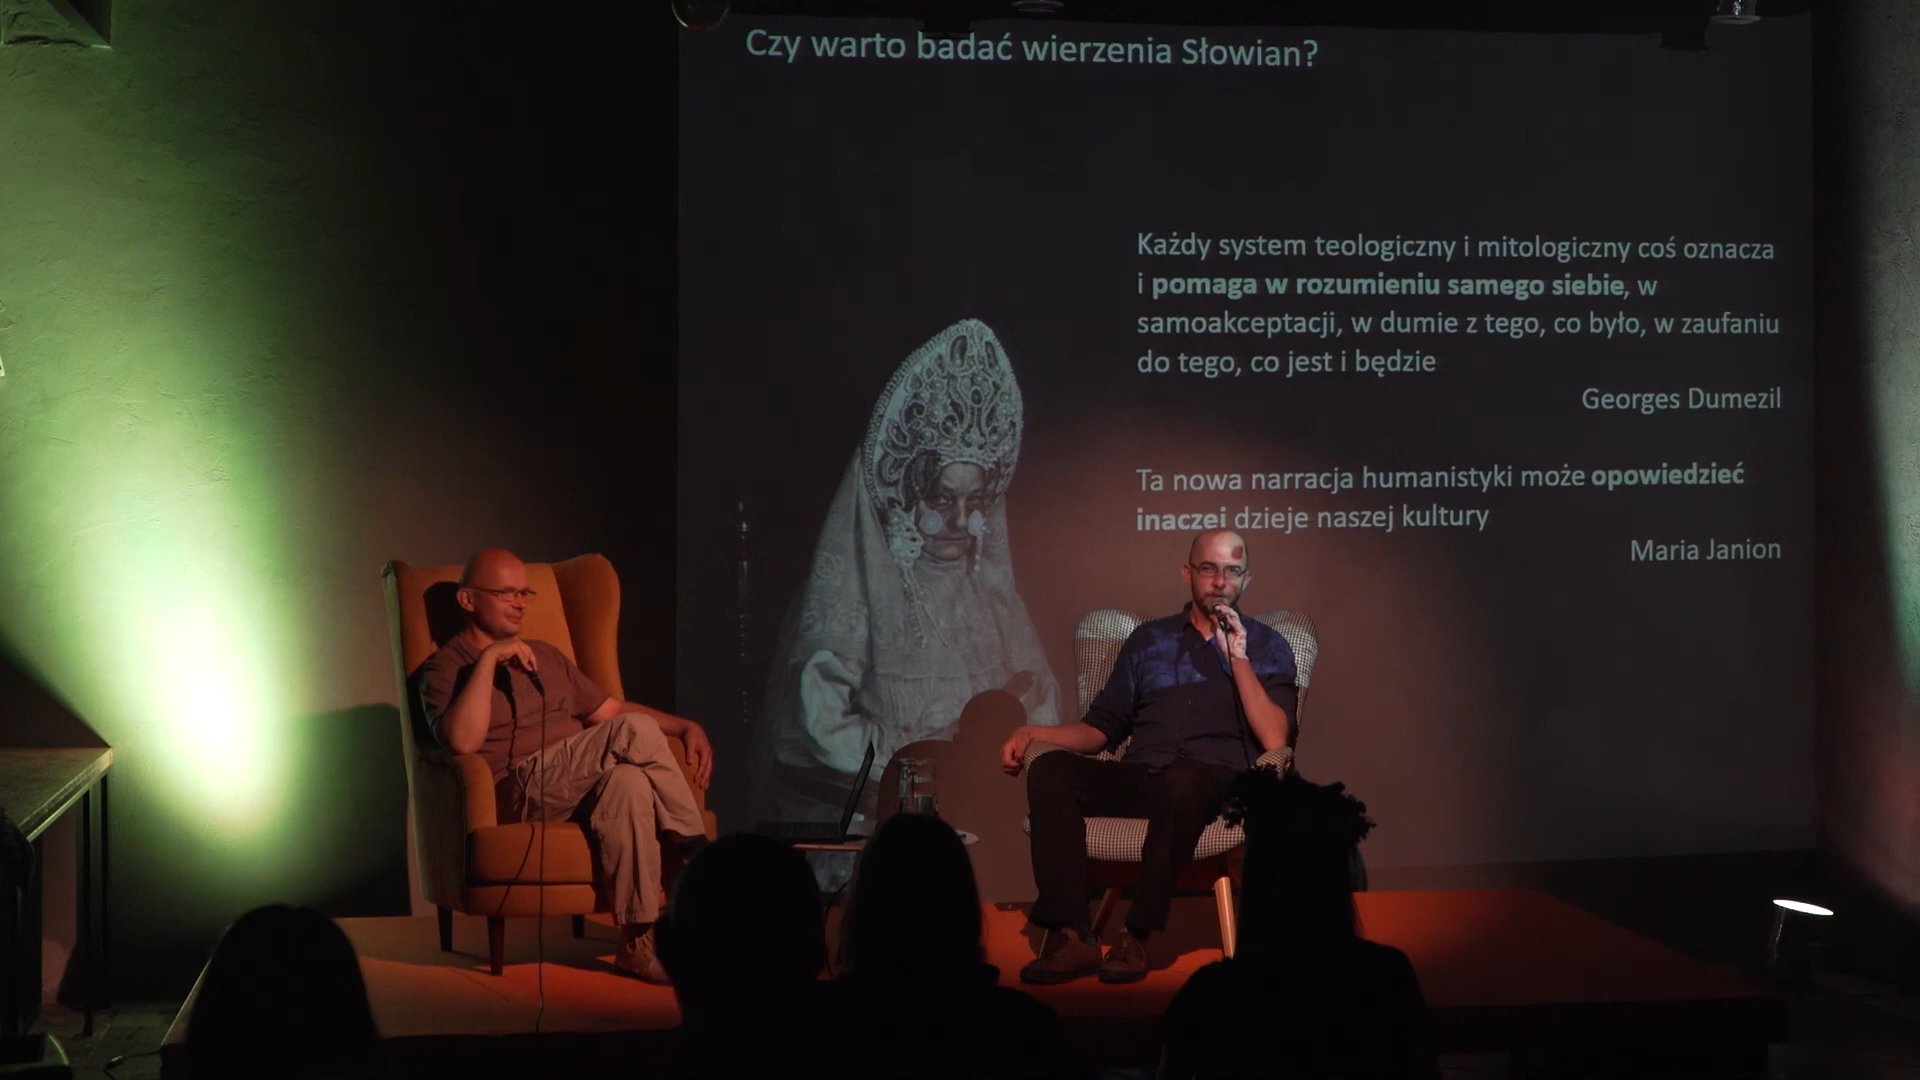 Czy warto badać wierzenia Słowian?
Każdy system teologiczny i mitologiczny coś oznacza
i pomaga w rozumieniu samego siebie, w
samoakceptacji, w dumie z tego, co było, w zaufaniu
do tego, co jest i będzie
Georges Dumezil
Ta nowa narracja humanistyki może opowiedzieć
inaczej dzieje naszej kultury
Maria Janion